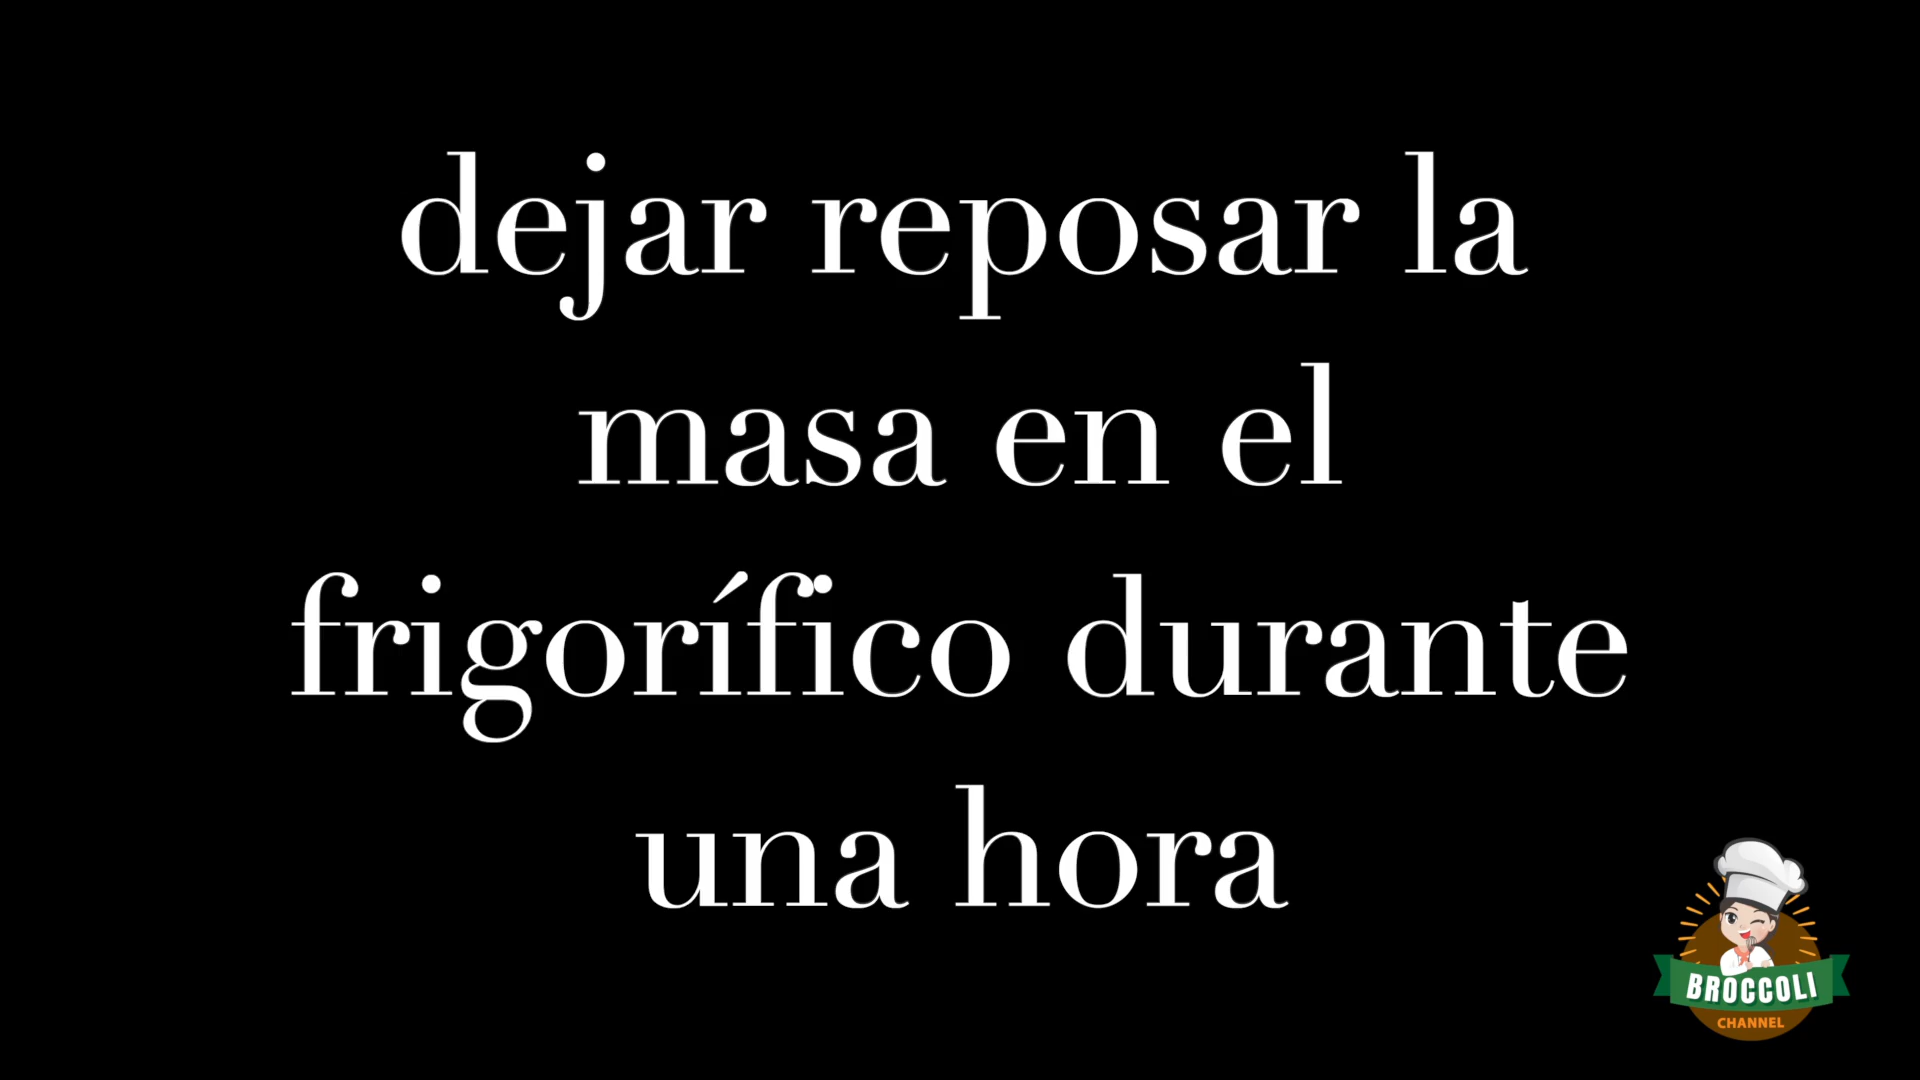 dejar reposar la
masa en el
frigorífico durante
una hora
BROCCOLI
CHANNEL